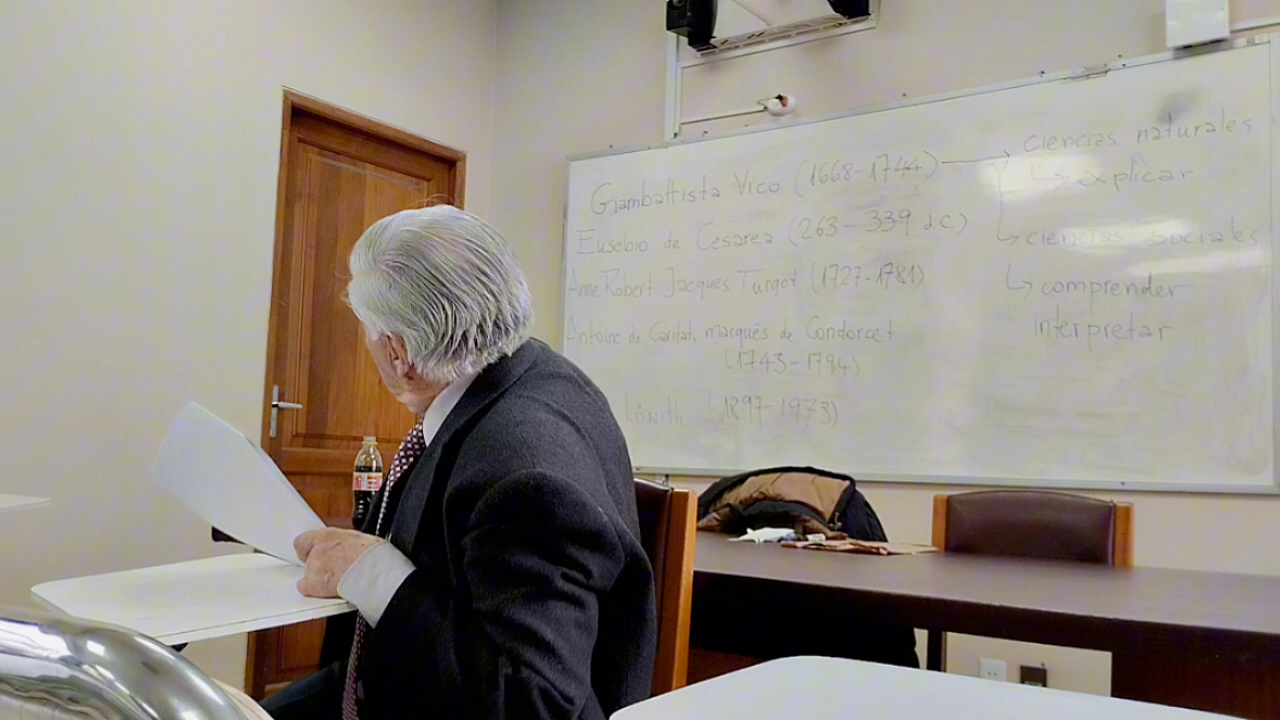 Giambattista Vico (1668-1744)
Eusebio de Cesarea (263-339 dC)
Anne Robert Jacques Turgot (1727-1781)
Antoine de Caritat, marqués de Condorcet
(1743-1794)
Löwith (1897-1973)
ciencias naturales
explicar
ciencias sociales
comprender
interpretar